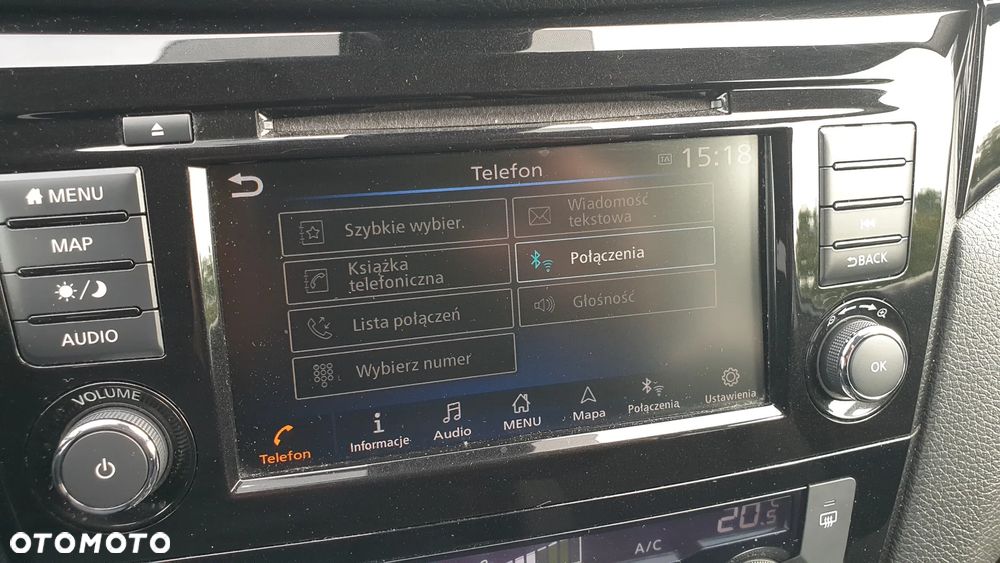 Telefon
TA
15:18
MENU
MAP
AUDIO
Szybkie wybier.
Wiadomość
tekstowa
Książka
telefoniczna
Połączenia
Lista połączeń
Głośność
Wybierz numer
BACK
OK
VOLUME
Telefon
Informacje
Audio
MENU
Mapa
Połączenia
Ustawienia
20.5
A/C
OTOMOTO